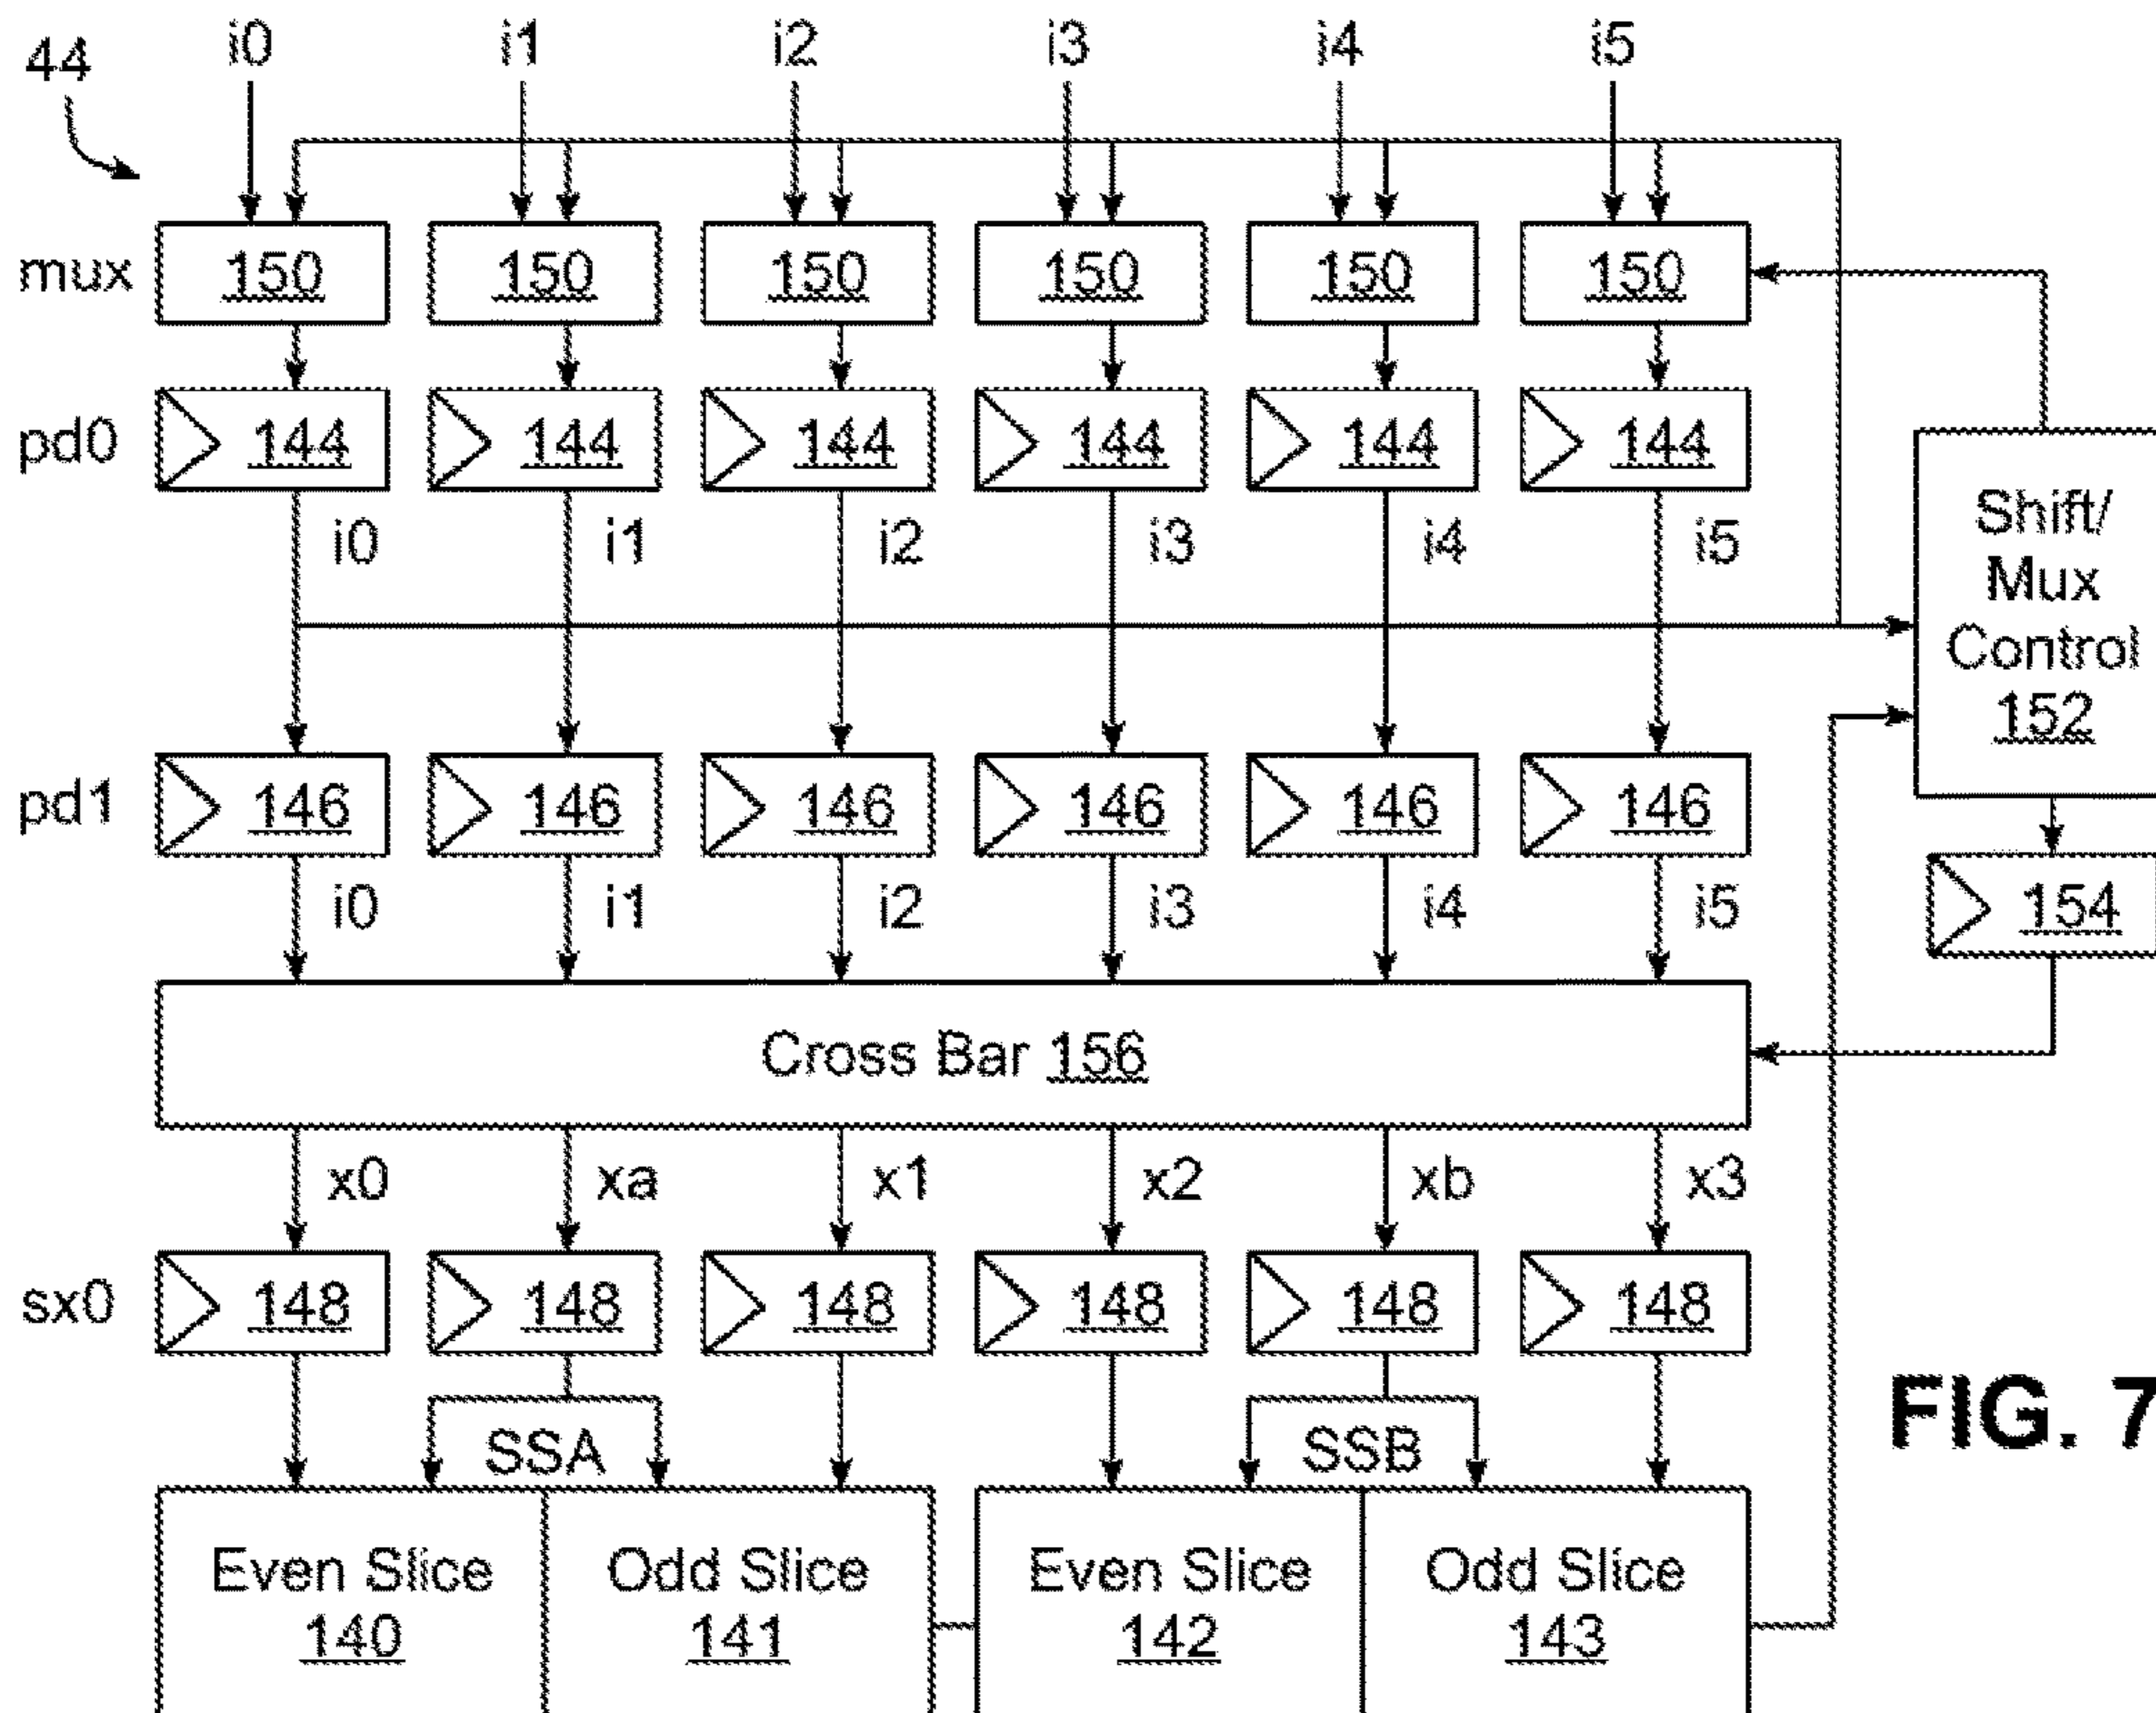 44 i0 i1 i2 i3 i4 i5
mux 150 150 150 150 150 150
pd0 144 144 144 144 144 144
i0 i1 i2 i3 i4 i5
Shift/
Mux
Control
152
pd1 146 146 146 146 146 146
i0 i1 i2 i3 i4 i5
154
Cross Bar 156
x0 xa x1 x2 xb x3
sx0 148 148 148 148 148 148
FIG. 7
SSA SSB
Even Slice Odd Slice Even Slice Odd Slice
140 141 142 143